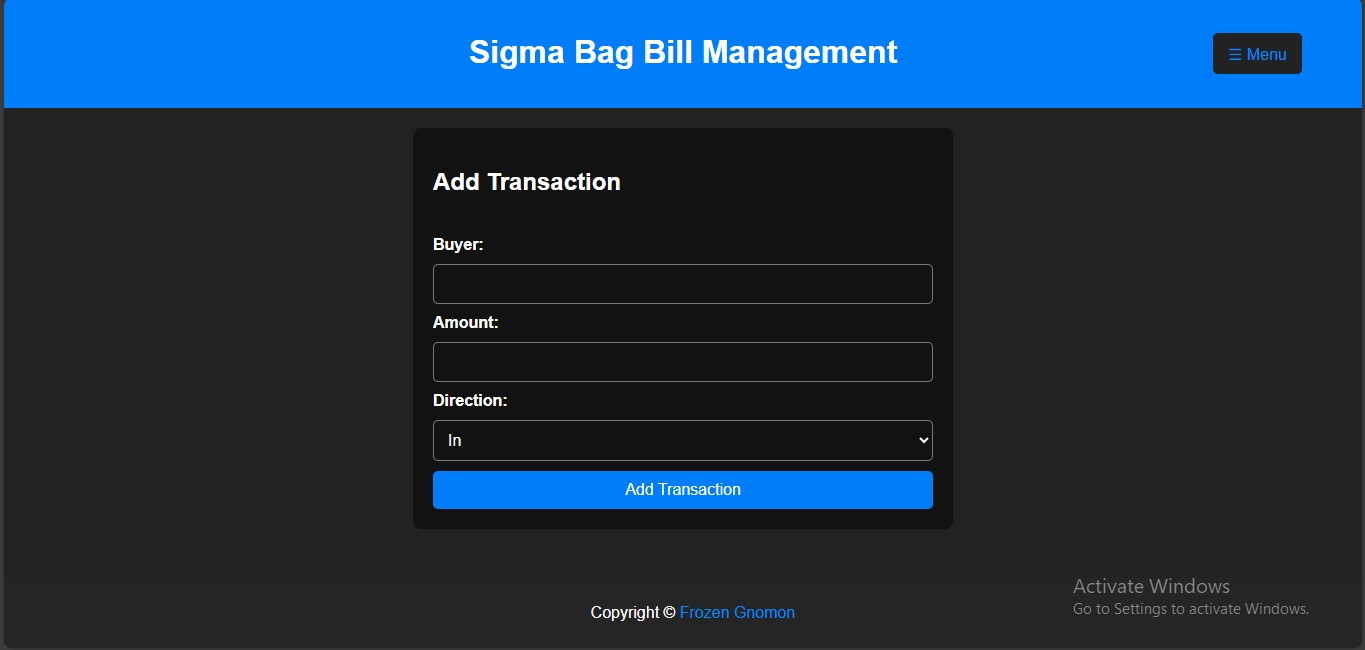 Sigma Bag Bill Management
☰ Menu
Add Transaction
Buyer:
Amount:
Direction:
In
Add Transaction
Activate Windows
Go to Settings to activate Windows.
Copyright © Frozen Gnomon